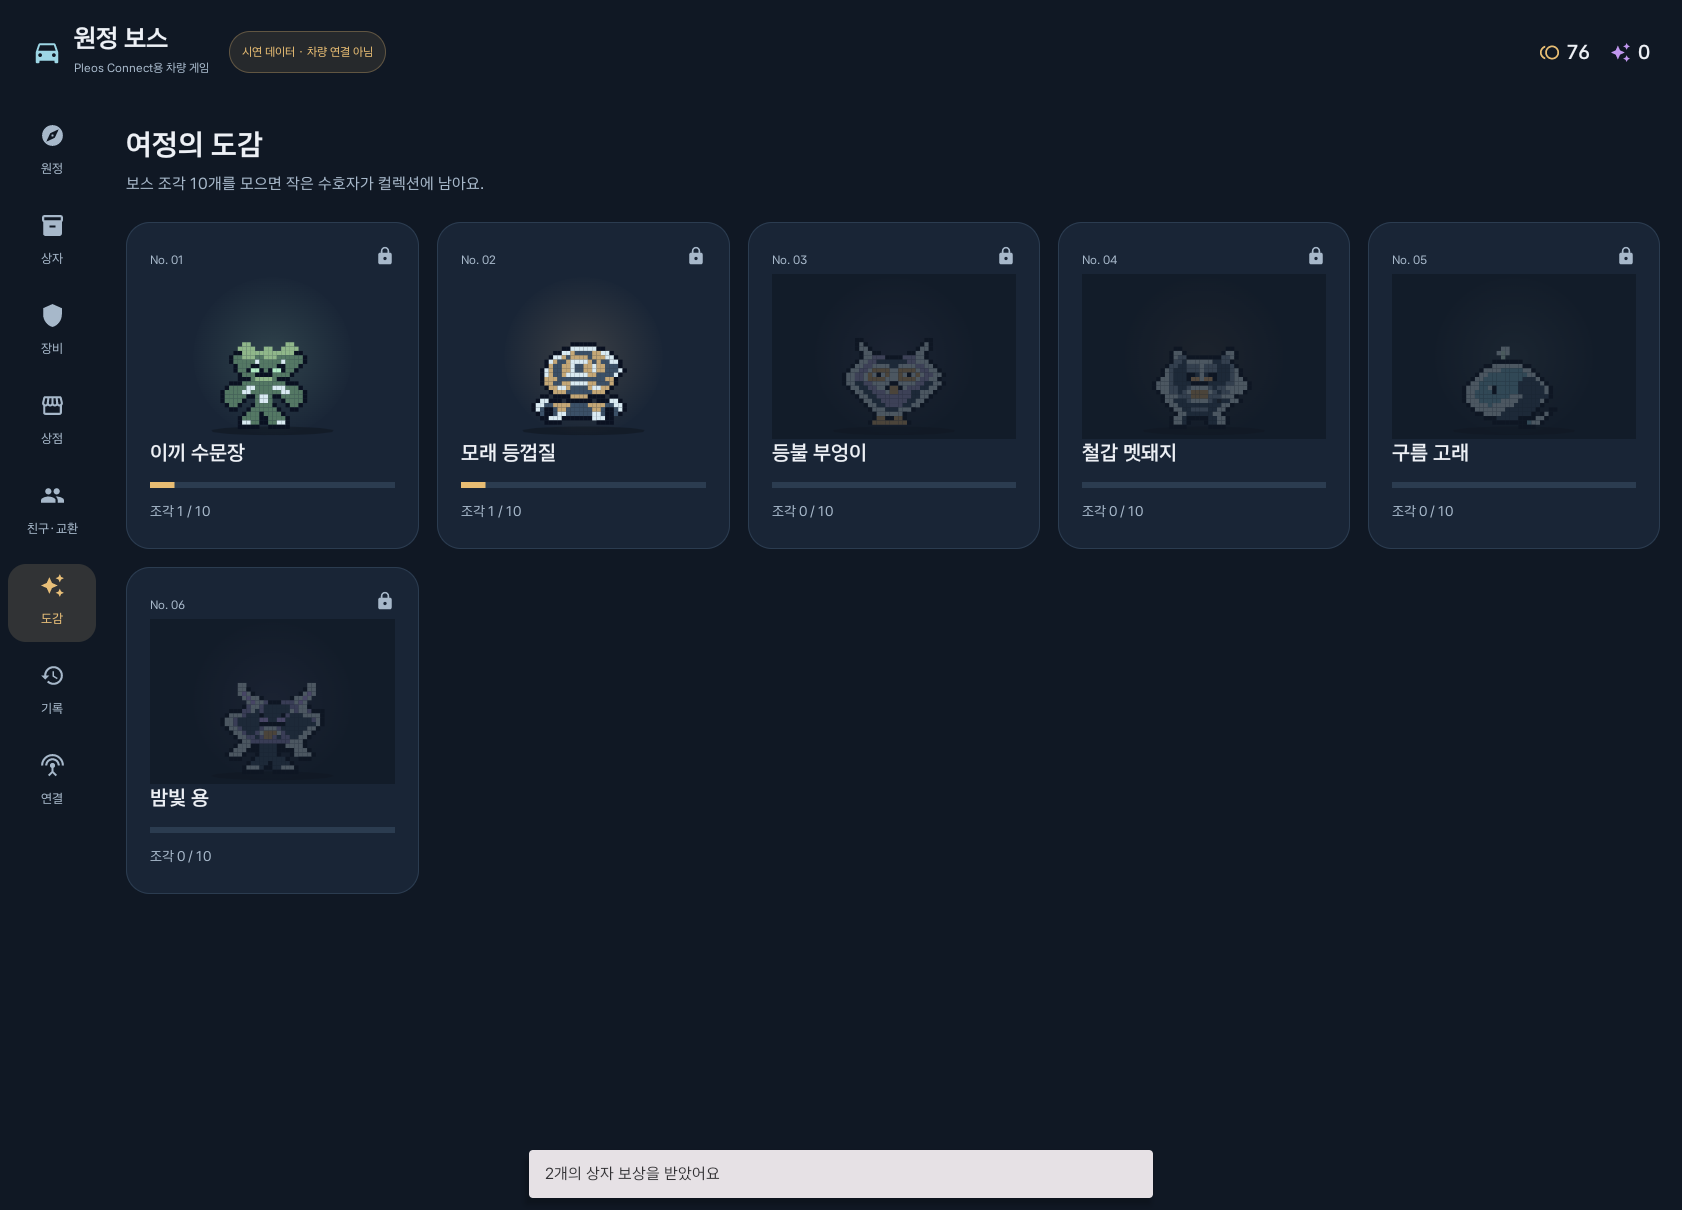 원정 보스
Pleos Connect용 차량 게임
시연 데이터 · 차량 연결 아님
76
0
원정
상자
장비
상점
친구·교환
도감
기록
연결
여정의 도감
보스 조각 10개를 모으면 작은 수호자가 컬렉션에 남아요.
No. 01
이끼 수문장
조각 1 / 10
No. 02
모래 등껍질
조각 1 / 10
No. 03
등불 부엉이
조각 0 / 10
No. 04
철갑 멧돼지
조각 0 / 10
No. 05
구름 고래
조각 0 / 10
No. 06
밤빛 용
조각 0 / 10
2개의 상자 보상을 받았어요